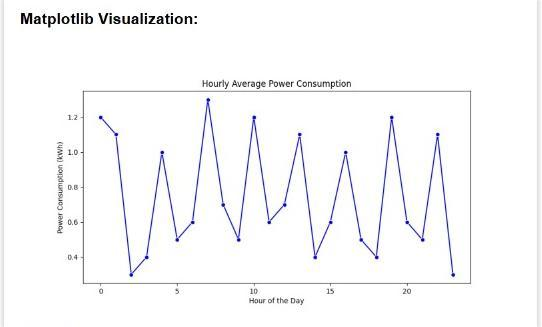 Matplotlib Visualization:
Hourly Average Power Consumption
Power Consumption (kWh)
1.2
1.0
0.8
0.6
0.4
0
5
10
15
20
Hour of the Day